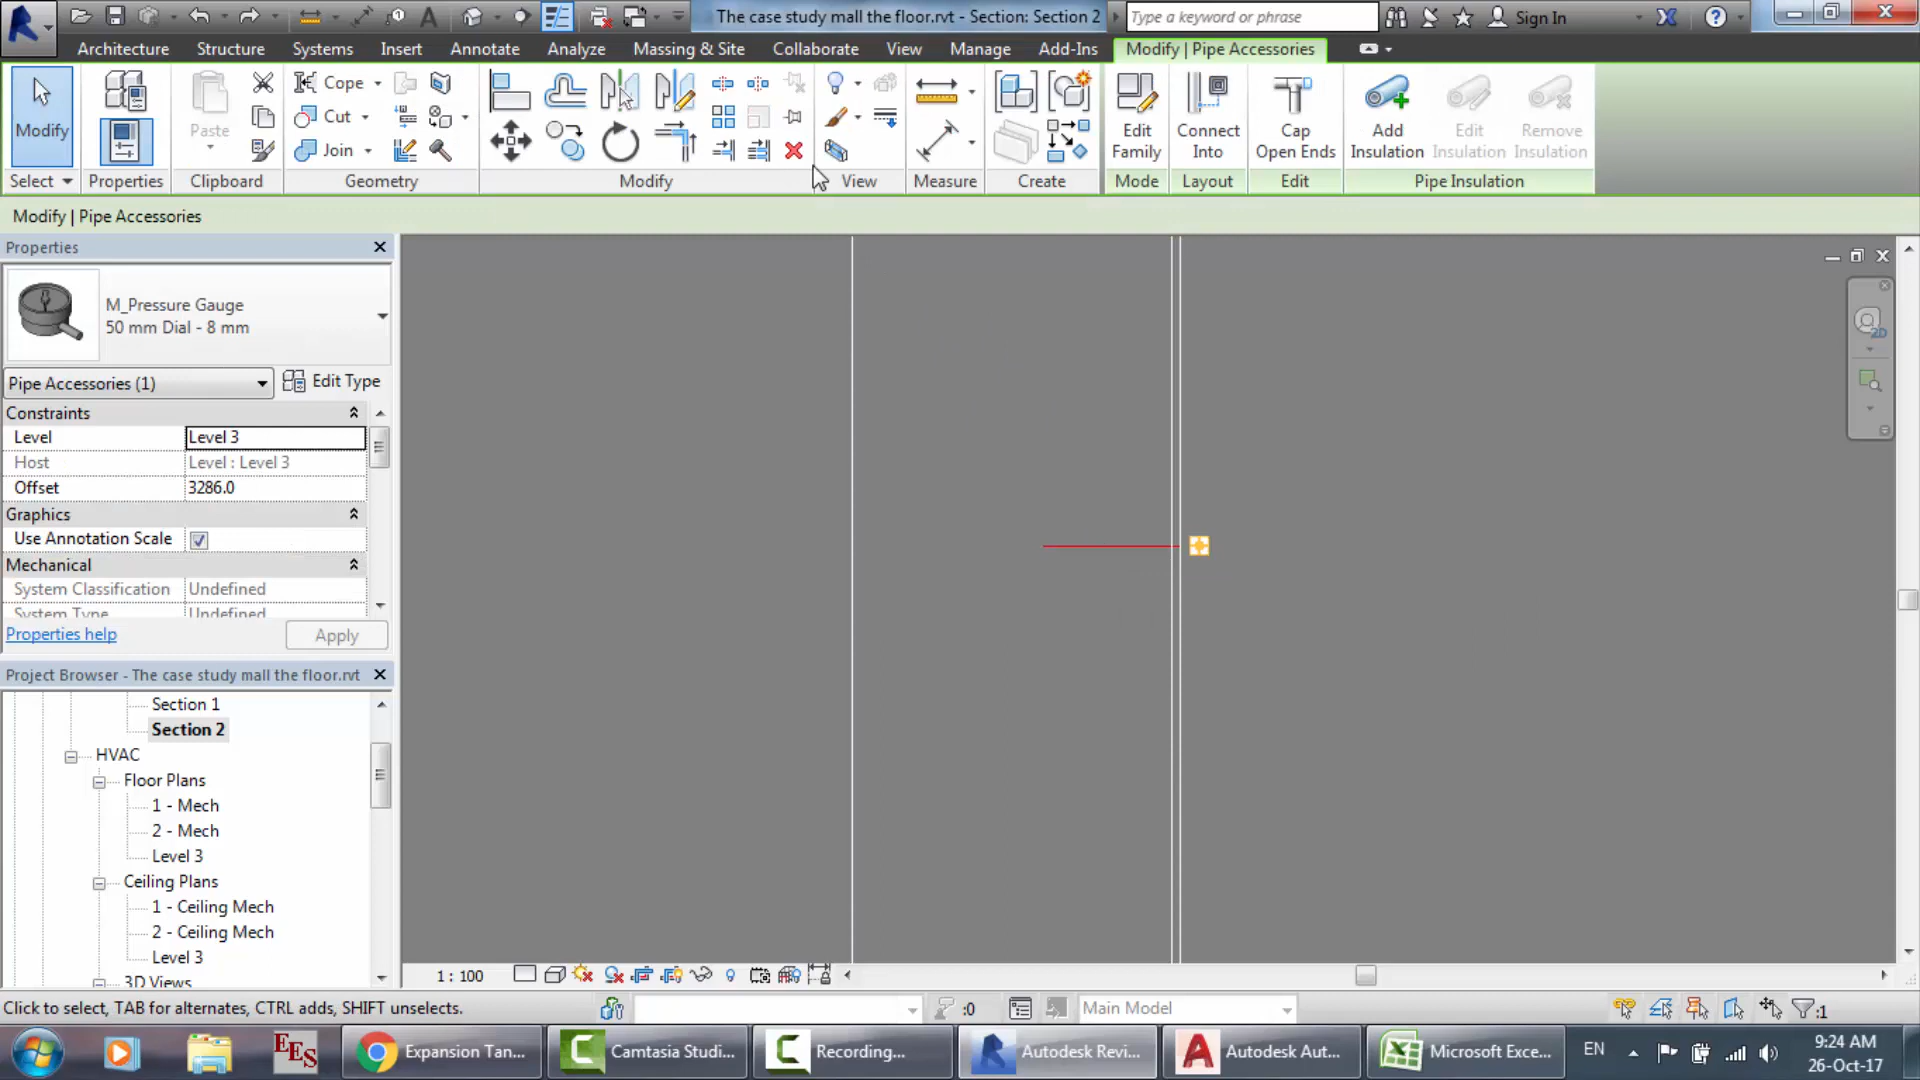 The case study mall the floor.rvt - Section: Section 2
Type a keyword or phrase
Sign In
Architecture Structure Systems Insert Annotate Analyze Massing & Site Collaborate View Manage Add-Ins Modify | Pipe Accessories
Modify
Paste
Cope
Cut
Join
Edit Family
Connect Into
Cap Open Ends
Add Insulation
Edit Insulation
Remove Insulation
Select Properties Clipboard Geometry Modify View Measure Create Mode Layout Edit Pipe Insulation
Modify | Pipe Accessories
Properties
M_Pressure Gauge
50 mm Dial - 8 mm
Pipe Accessories (1)
Edit Type
Constraints
Level Level 3
Host Level : Level 3
Offset 3286.0
Graphics
Use Annotation Scale
Mechanical
System Classification Undefined
System Type Undefined
Properties help
Apply
Project Browser - The case study mall the floor.rvt
Section 1
Section 2
HVAC
Floor Plans
1 - Mech
2 - Mech
Level 3
Ceiling Plans
1 - Ceiling Mech
2 - Ceiling Mech
Level 3
3D Views
2D
1 : 100
Click to select, TAB for alternates, CTRL adds, SHIFT unselects.
:0
Main Model
:1
EES
Expansion Tan...
Camtasia Studi...
Recording...
Autodesk Revi...
Autodesk Aut...
Microsoft Exce...
EN
9:24 AM
26-Oct-17